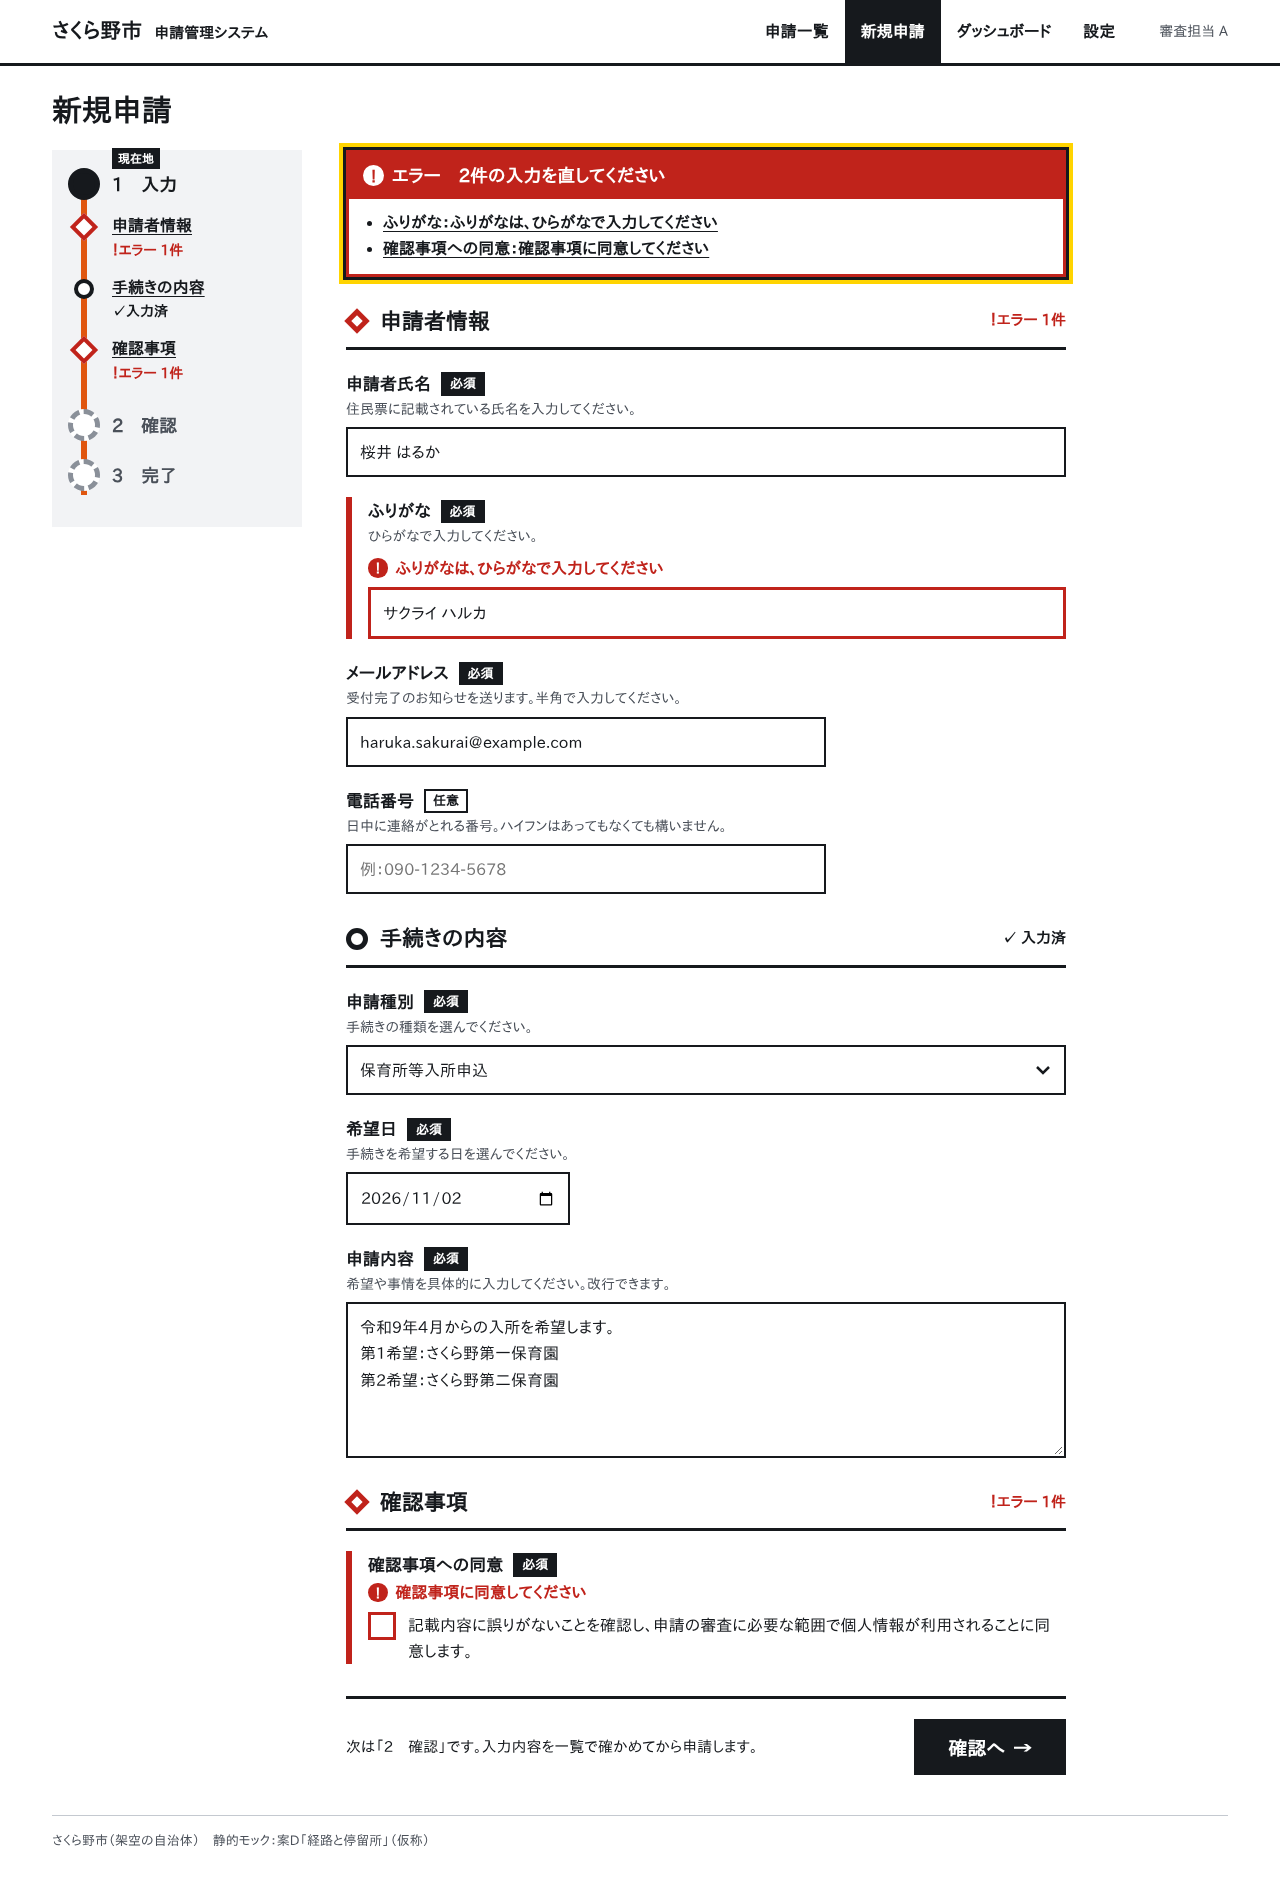 さくら野市 申請管理システム
申請一覧 新規申請 ダッシュボード 設定 審査担当 A
新規申請
現在地
1 入力
申請者情報
!エラー 1件
手続きの内容
✓入力済
確認事項
!エラー 1件
2 確認
3 完了
! エラー 2件の入力を直してください
• ふりがな：ふりがなは、ひらがなで入力してください
• 確認事項への同意：確認事項に同意してください
申請者情報 !エラー 1件
申請者氏名 必須
住民票に記載されている氏名を入力してください。
桜井 はるか
ふりがな 必須
ひらがなで入力してください。
! ふりがなは、ひらがなで入力してください
サクライ ハルカ
メールアドレス 必須
受付完了のお知らせを送ります。半角で入力してください。
haruka.sakurai@example.com
電話番号 任意
日中に連絡がとれる番号。ハイフンはあってもなくても構いません。
例：090-1234-5678
手続きの内容 ✓ 入力済
申請種別 必須
手続きの種類を選んでください。
保育所等入所申込
希望日 必須
手続きを希望する日を選んでください。
2026/11/02
申請内容 必須
希望や事情を具体的に入力してください。改行できます。
令和9年4月からの入所を希望します。
第1希望：さくら野第一保育園
第2希望：さくら野第二保育園
確認事項 !エラー 1件
確認事項への同意 必須
! 確認事項に同意してください
記載内容に誤りがないことを確認し、申請の審査に必要な範囲で個人情報が利用されることに同
意します。
次は「2 確認」です。入力内容を一覧で確かめてから申請します。
確認へ →
さくら野市（架空の自治体） 静的モック：案D「経路と停留所」（仮称）